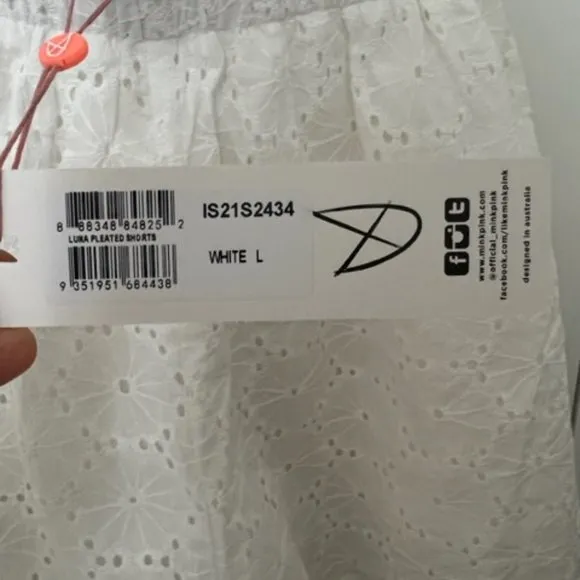 8 88348 84825 2
LUNA PLEATED SHORTS
9 351951 684438
IS21S2434
WHITE L
www.minkpink.com
@official_minkpink
facebook.com/likeminkpink
designed in australia